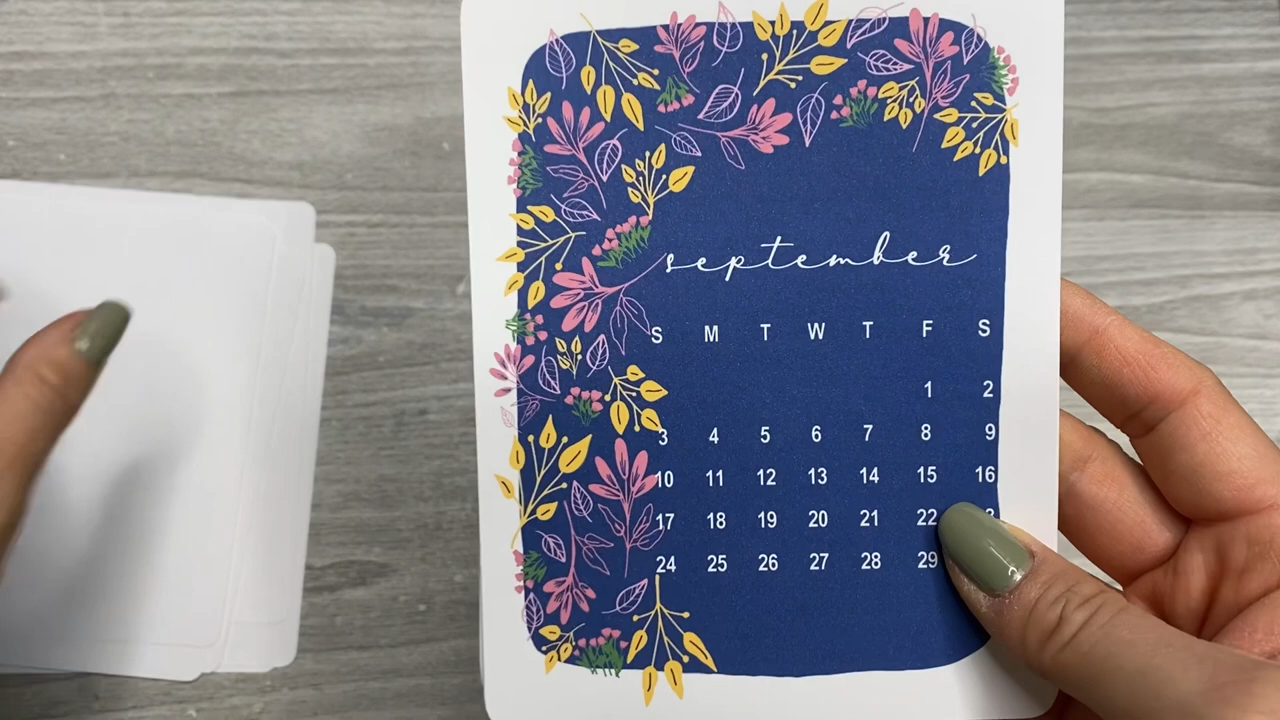 september
S M T W T F S
1 2
3 4 5 6 7 8 9
10 11 12 13 14 15 16
17 18 19 20 21 22
24 25 26 27 28 29